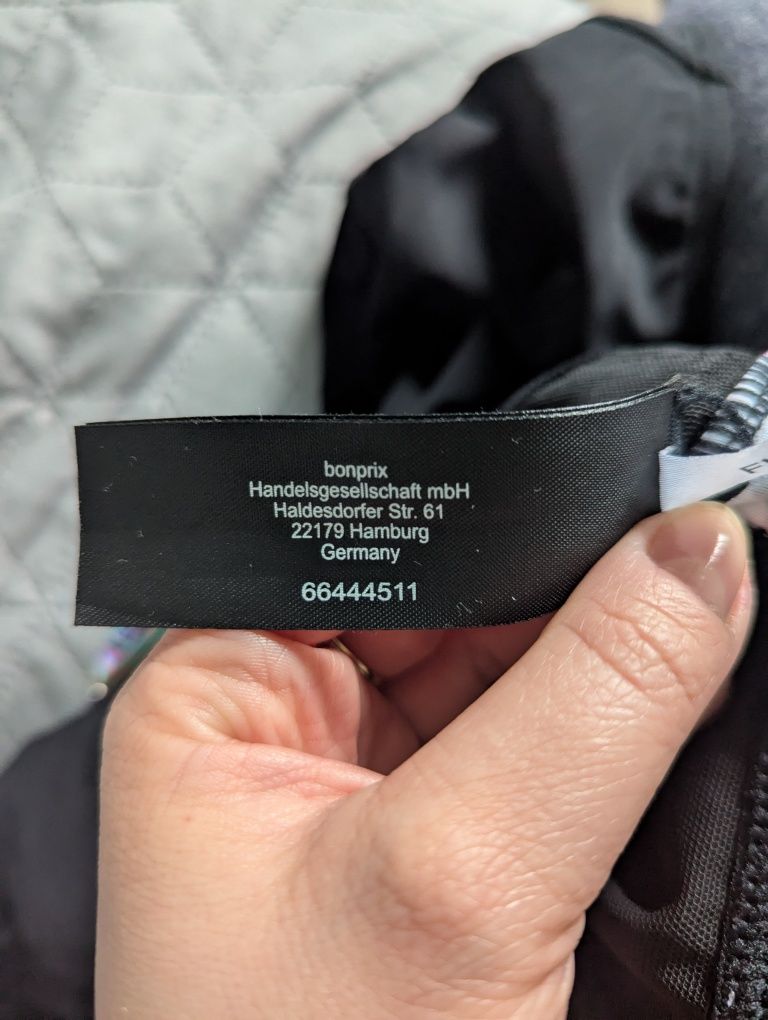 bonprix
Handelsgesellschaft mbH
Haldesdorfer Str. 61
22179 Hamburg
Germany
66444511